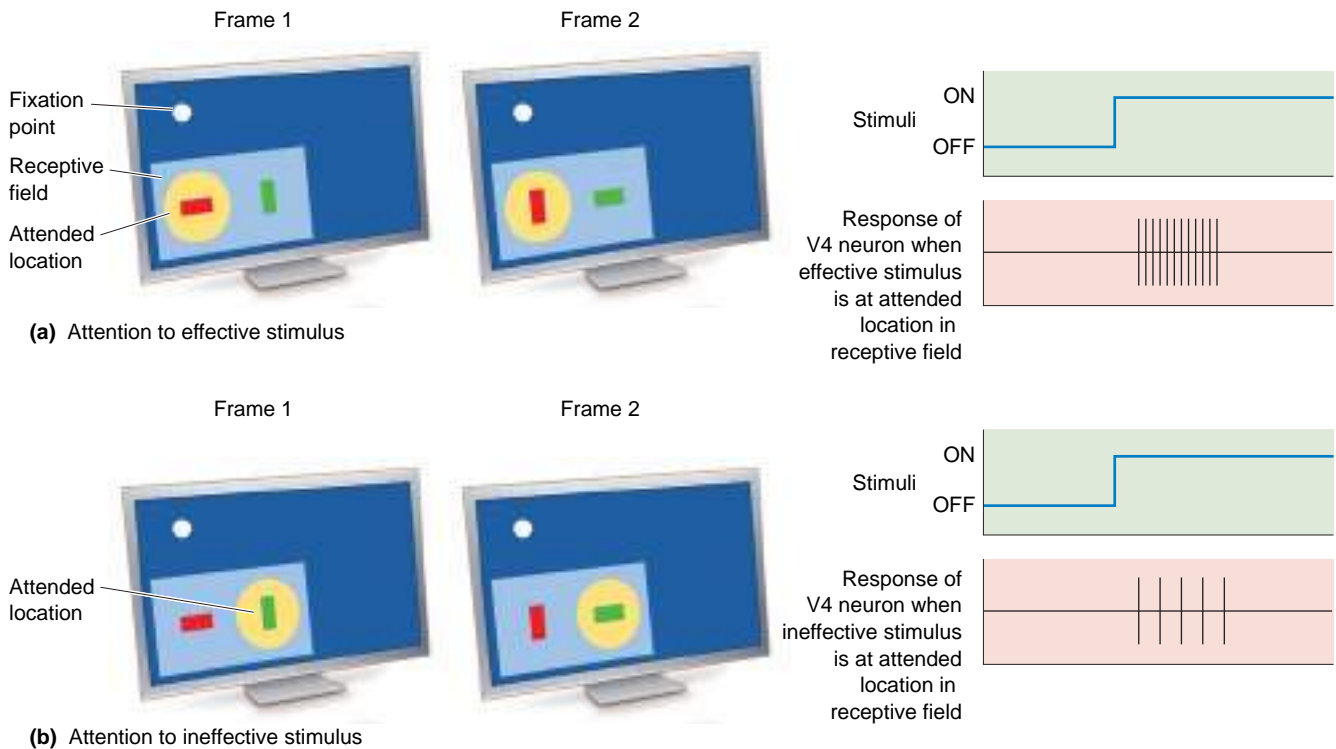 Frame 1
Frame 2
Fixation
point
Receptive
field
Attended
location
ON
Stimuli
OFF
Response of
V4 neuron when
effective stimulus
is at attended
location in
receptive field
(a) Attention to effective stimulus
Frame 1
Frame 2
Attended
location
ON
Stimuli
OFF
Response of
V4 neuron when
ineffective stimulus
is at attended
location in
receptive field
(b) Attention to ineffective stimulus